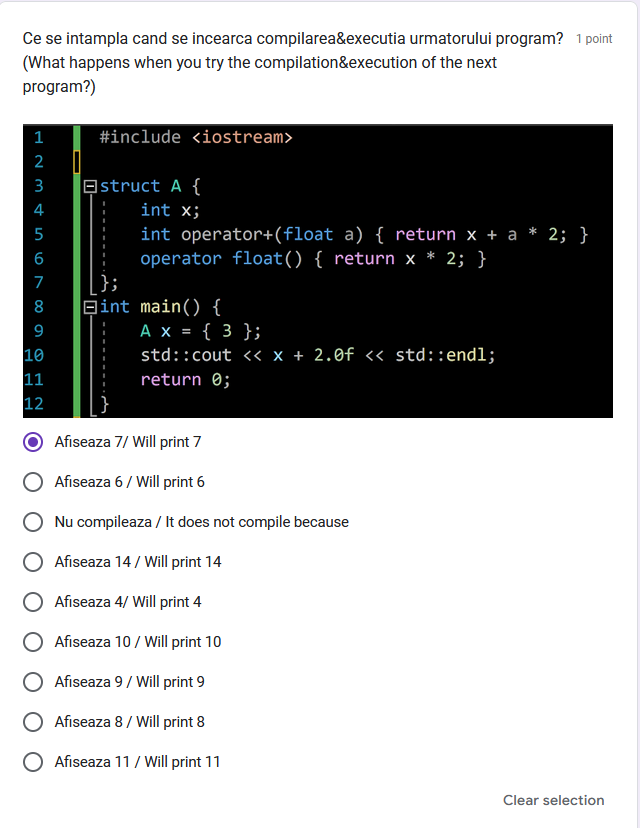 Ce se intampla cand se incearca compilarea&executia urmatorului program? 1 point
(What happens when you try the compilation&execution of the next
program?)
1 #include <iostream>
2
3 struct A {
4 int x;
5 int operator+(float a) { return x + a * 2; }
6 operator float() { return x * 2; }
7 };
8 int main() {
9 A x = { 3 };
10 std::cout << x + 2.0f << std::endl;
11 return 0;
12 }
Afiseaza 7/ Will print 7
Afiseaza 6 / Will print 6
Nu compileaza / It does not compile because
Afiseaza 14 / Will print 14
Afiseaza 4/ Will print 4
Afiseaza 10 / Will print 10
Afiseaza 9 / Will print 9
Afiseaza 8 / Will print 8
Afiseaza 11 / Will print 11
Clear selection